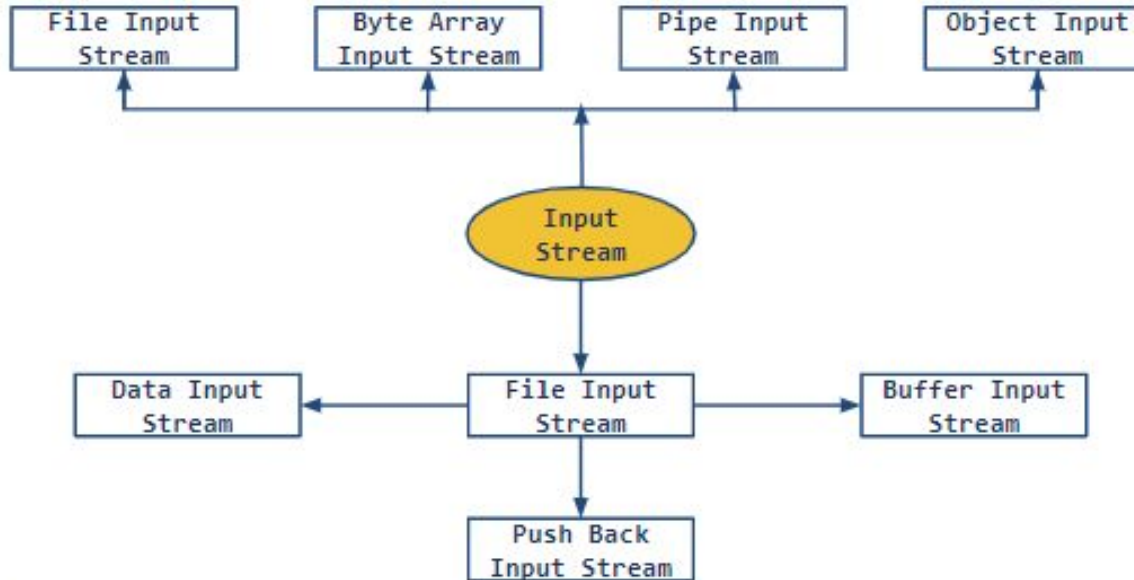 File Input
Stream
Byte Array
Input Stream
Pipe Input
Stream
Object Input
Stream
Input
Stream
Data Input
Stream
File Input
Stream
Buffer Input
Stream
Push Back
Input Stream